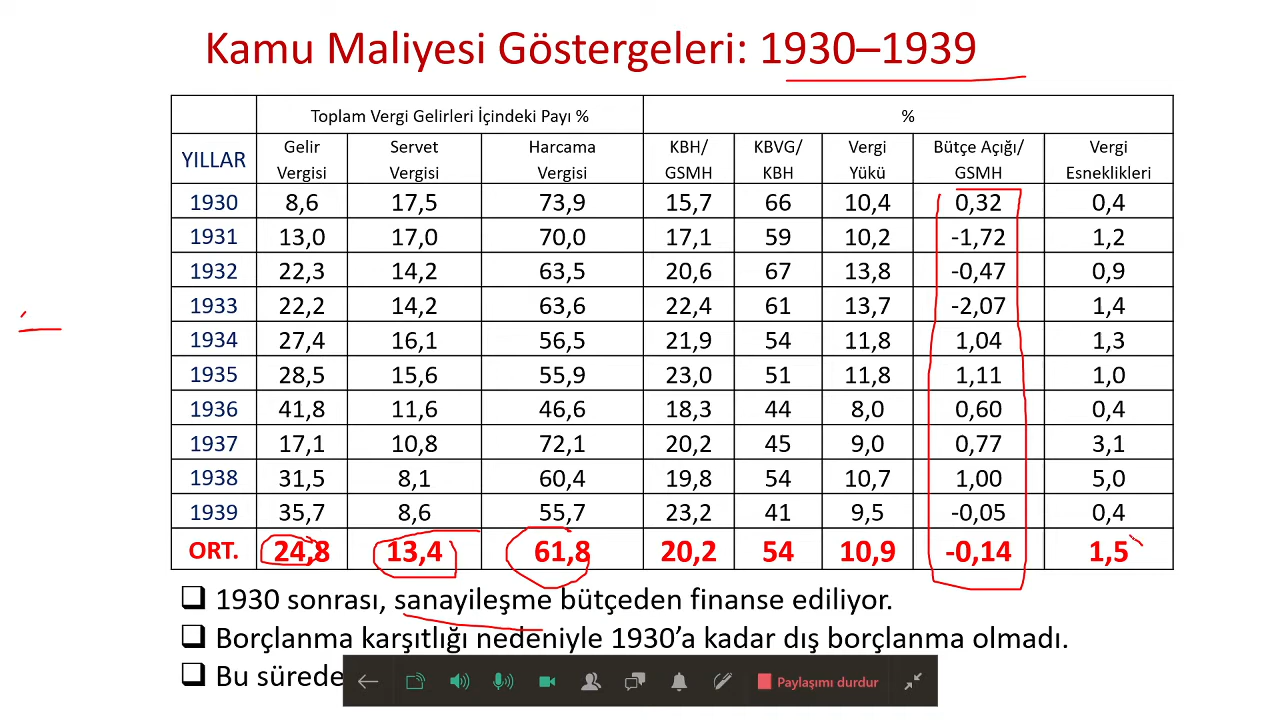 Kamu Maliyesi Göstergeleri: 1930–1939
Toplam Vergi Gelirleri İçindeki Payı % %
YILLAR Gelir Vergisi Servet Vergisi Harcama Vergisi KBH/ GSMH KBVG/ KBH Vergi Yükü Bütçe Açığı/ GSMH Vergi Esneklikleri
1930 8,6 17,5 73,9 15,7 66 10,4 0,32 0,4
1931 13,0 17,0 70,0 17,1 59 10,2 -1,72 1,2
1932 22,3 14,2 63,5 20,6 67 13,8 -0,47 0,9
1933 22,2 14,2 63,6 22,4 61 13,7 -2,07 1,4
1934 27,4 16,1 56,5 21,9 54 11,8 1,04 1,3
1935 28,5 15,6 55,9 23,0 51 11,8 1,11 1,0
1936 41,8 11,6 46,6 18,3 44 8,0 0,60 0,4
1937 17,1 10,8 72,1 20,2 45 9,0 0,77 3,1
1938 31,5 8,1 60,4 19,8 54 10,7 1,00 5,0
1939 35,7 8,6 55,7 23,2 41 9,5 -0,05 0,4
ORT. 24,8 13,4 61,8 20,2 54 10,9 -0,14 1,5
1930 sonrası, sanayileşme bütçeden finanse ediliyor.
Borçlanma karşıtlığı nedeniyle 1930’a kadar dış borçlanma olmadı.
Bu sürede
Paylaşımı durdur